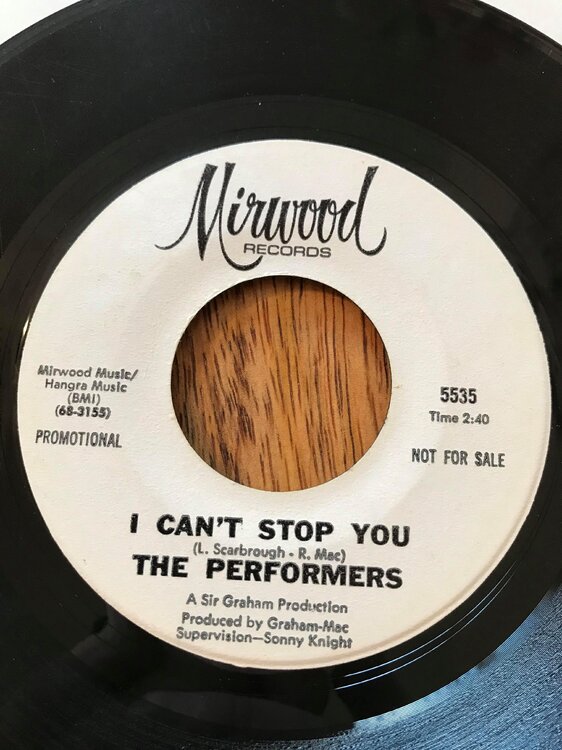 Mirwood
RECORDS
Mirwood Music/
Hangra Music
(BMI)
(68-3155)
PROMOTIONAL
5535
Time 2:40
NOT FOR SALE
I CAN'T STOP YOU
(L. Scarbrough - R. Mac)
THE PERFORMERS
A Sir Graham Production
Produced by Graham-Mac
Supervision—Sonny Knight